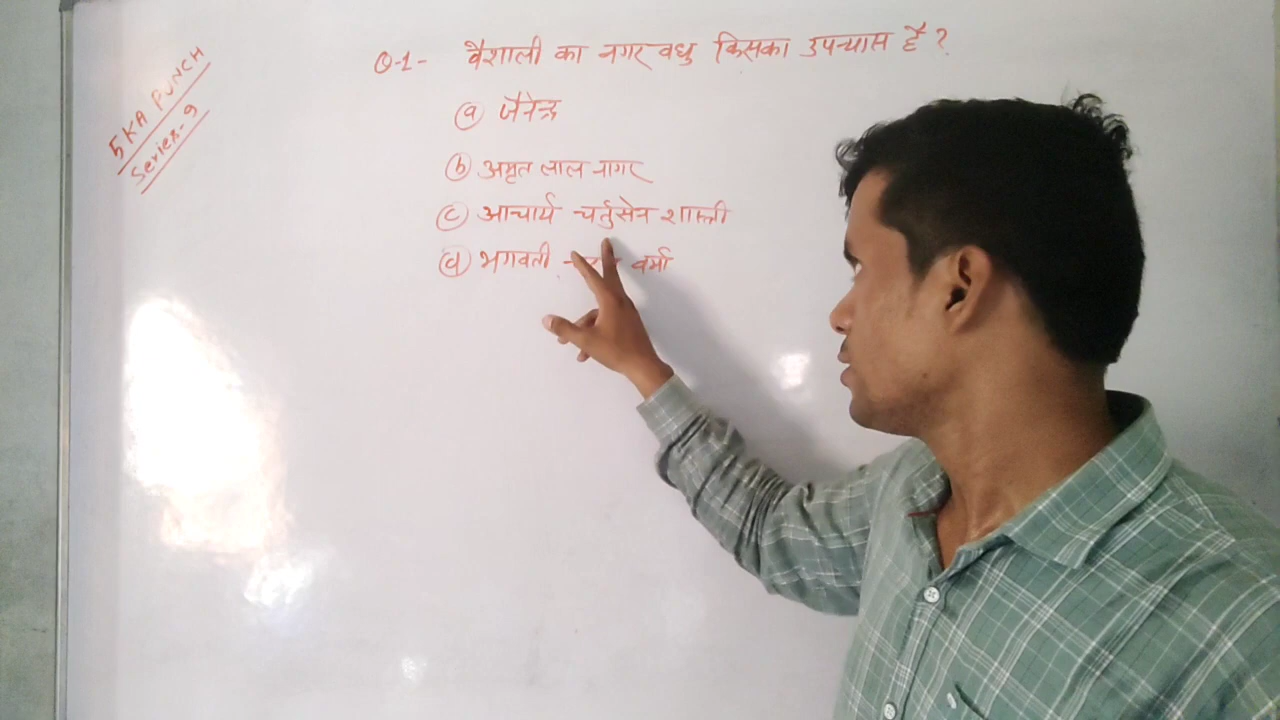 5 KA PUNCH
Series-9
Q-1- वैशाली का नगर वधु किसका उपन्यास है ?
(a) जैनेन्द्र
(b) अमृत लाल नागर
(c) आचार्य चर्तुसेन शास्त्री
(d) भगवती वर्मा